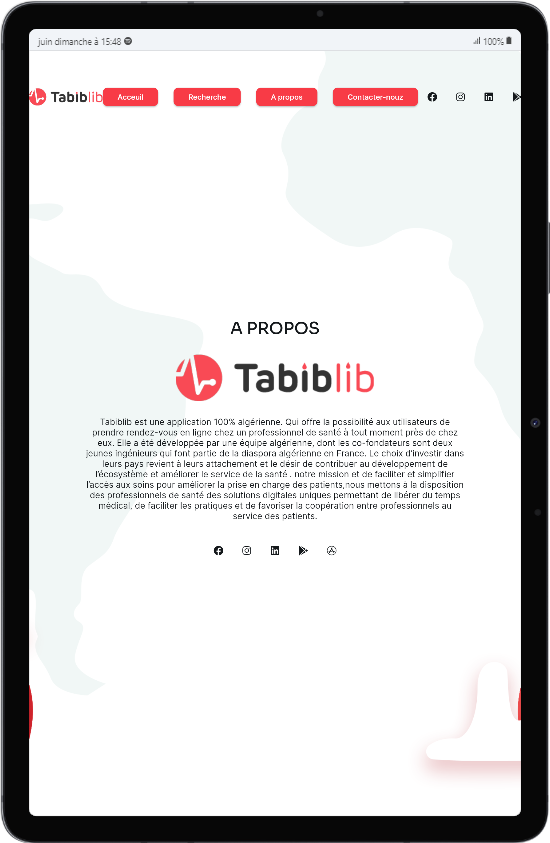 juin dimanche à 15:48
100%
Tabiblib
Acceuil
Recherche
A propos
Contacter-nouz
A PROPOS
Tabiblib
Tabiblib est une application 100% algérienne. Qui offre la possibilité aux utilisateurs de
prendre rendez-vous en ligne chez un professionnel de santé à tout moment près de chez
eux. Elle a été développée par une équipe algérienne, dont les co-fondateurs sont deux
jeunes ingénieurs qui font partie de la diaspora algérienne en France. Le choix d'investir dans
leurs pays revient à leurs attachement et le désir de contribuer au développement de
l'écosystème et améliorer le service de la santé . notre mission et de faciliter et simplifier
l'accès aux soins pour améliorer la prise en charge des patients,nous mettons à la disposition
des professionnels de santé des solutions digitales uniques permettant de libérer du temps
médical, de faciliter les pratiques et de favoriser la coopération entre professionnels au
service des patients.